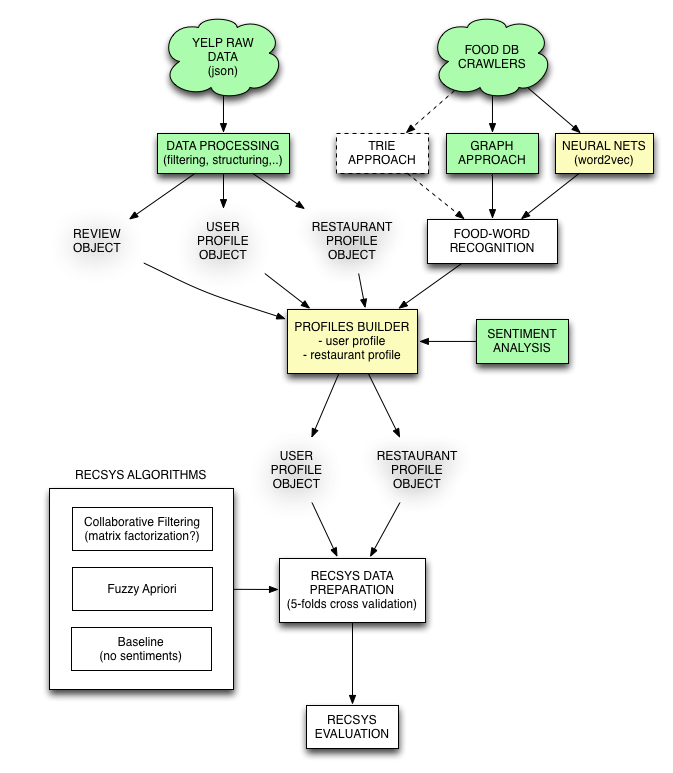 YELP RAW
DATA
(json)
FOOD DB
CRAWLERS
DATA PROCESSING
(filtering, structuring,..)
TRIE
APPROACH
GRAPH
APPROACH
NEURAL NETS
(word2vec)
REVIEW
OBJECT
USER
PROFILE
OBJECT
RESTAURANT
PROFILE
OBJECT
FOOD-WORD
RECOGNITION
PROFILES BUILDER
- user profile
- restaurant profile
SENTIMENT
ANALYSIS
USER
PROFILE
OBJECT
RESTAURANT
PROFILE
OBJECT
RECSYS ALGORITHMS
Collaborative Filtering
(matrix factorization?)
Fuzzy Apriori
Baseline
(no sentiments)
RECSYS DATA
PREPARATION
(5-folds cross validation)
RECSYS
EVALUATION